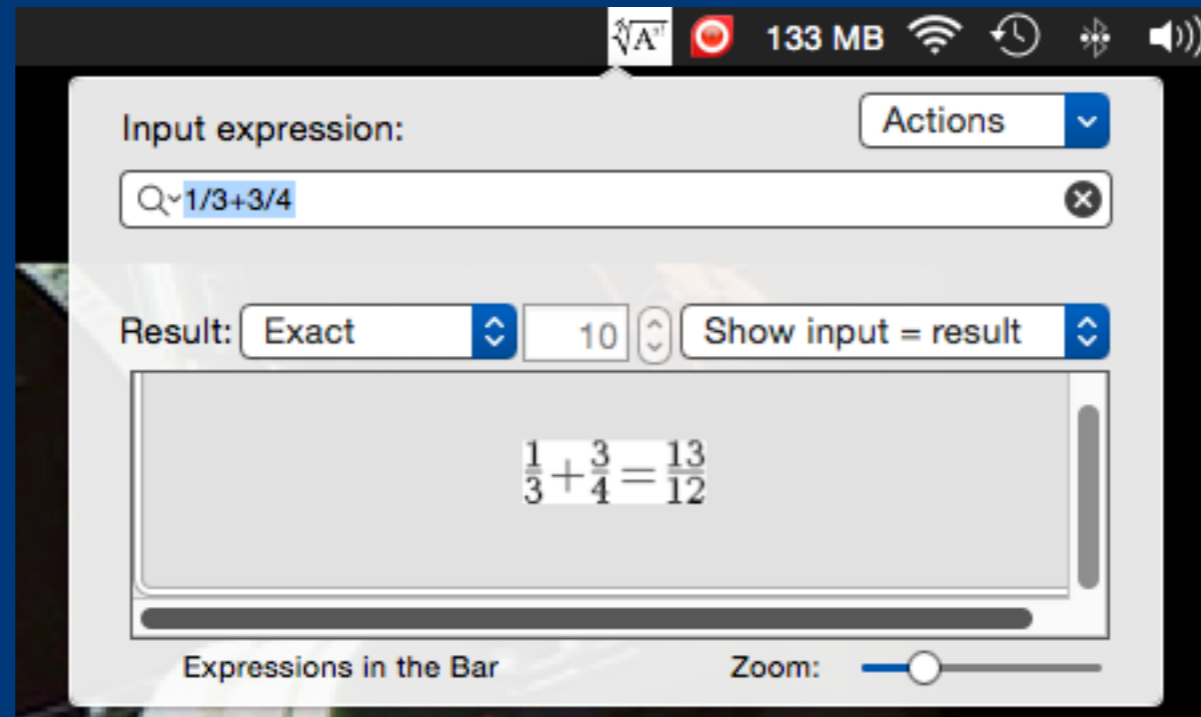 133 MB
Input expression:
Actions
1/3+3/4
Result: Exact 10 Show input = result
1/3 + 3/4 = 13/12
Expressions in the Bar Zoom: